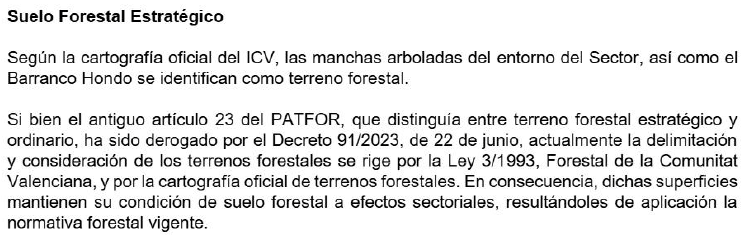 Suelo Forestal Estratégico
Según la cartografía oficial del ICV, las manchas arboladas del entorno del Sector, así como el
Barranco Hondo se identifican como terreno forestal.
Si bien el antiguo artículo 23 del PATFOR, que distinguía entre terreno forestal estratégico y
ordinario, ha sido derogado por el Decreto 91/2023, de 22 de junio, actualmente la delimitación
y consideración de los terrenos forestales se rige por la Ley 3/1993, Forestal de la Comunitat
Valenciana, y por la cartografía oficial de terrenos forestales. En consecuencia, dichas superficies
mantienen su condición de suelo forestal a efectos sectoriales, resultándoles de aplicación la
normativa forestal vigente.